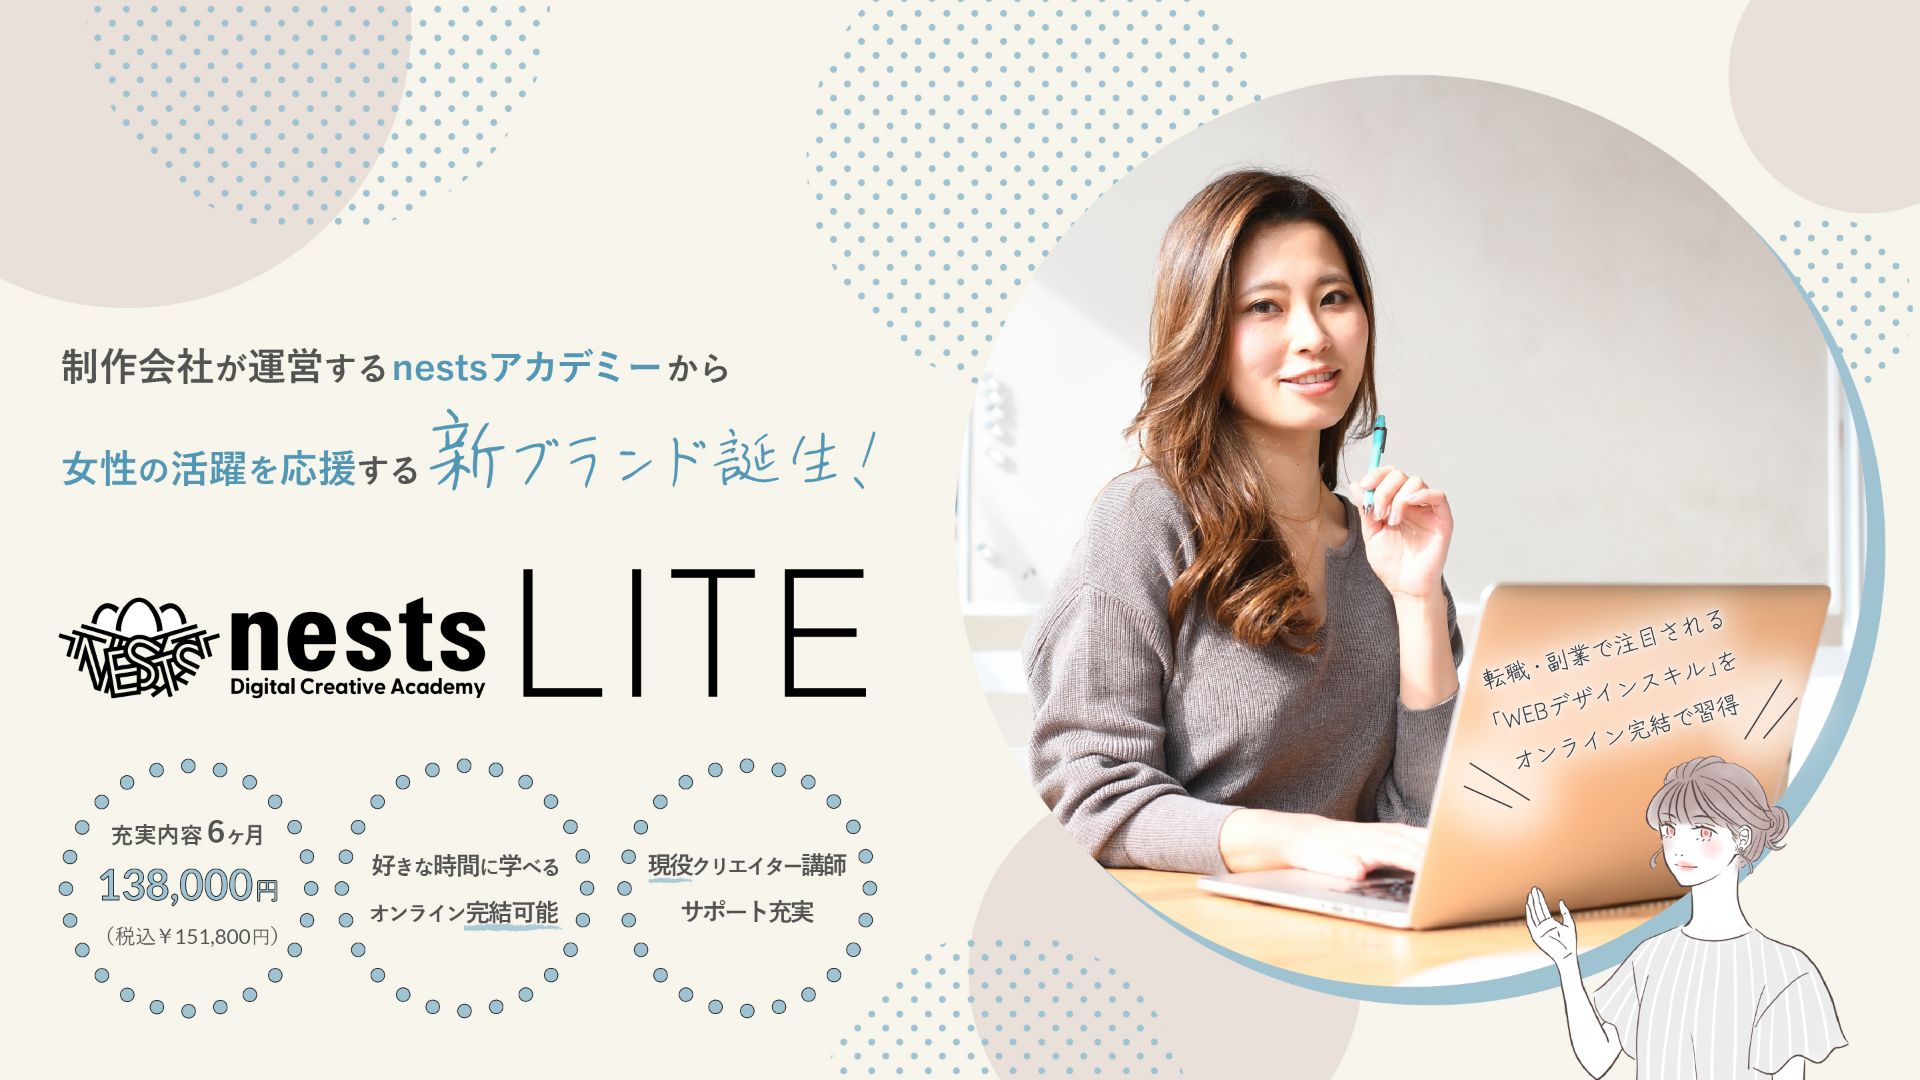 制作会社が運営するnestsアカデミーから
女性の活躍を応援する新ブランド誕生！
NESTS
nests LITE
Digital Creative Academy
充実内容6ヶ月
138,000円
（税込￥151,800円）
好きな時間に学べる
オンライン完結可能
現役クリエイター講師
サポート充実
転職・副業で注目される
「WEBデザインスキル」を
オンライン完結で習得